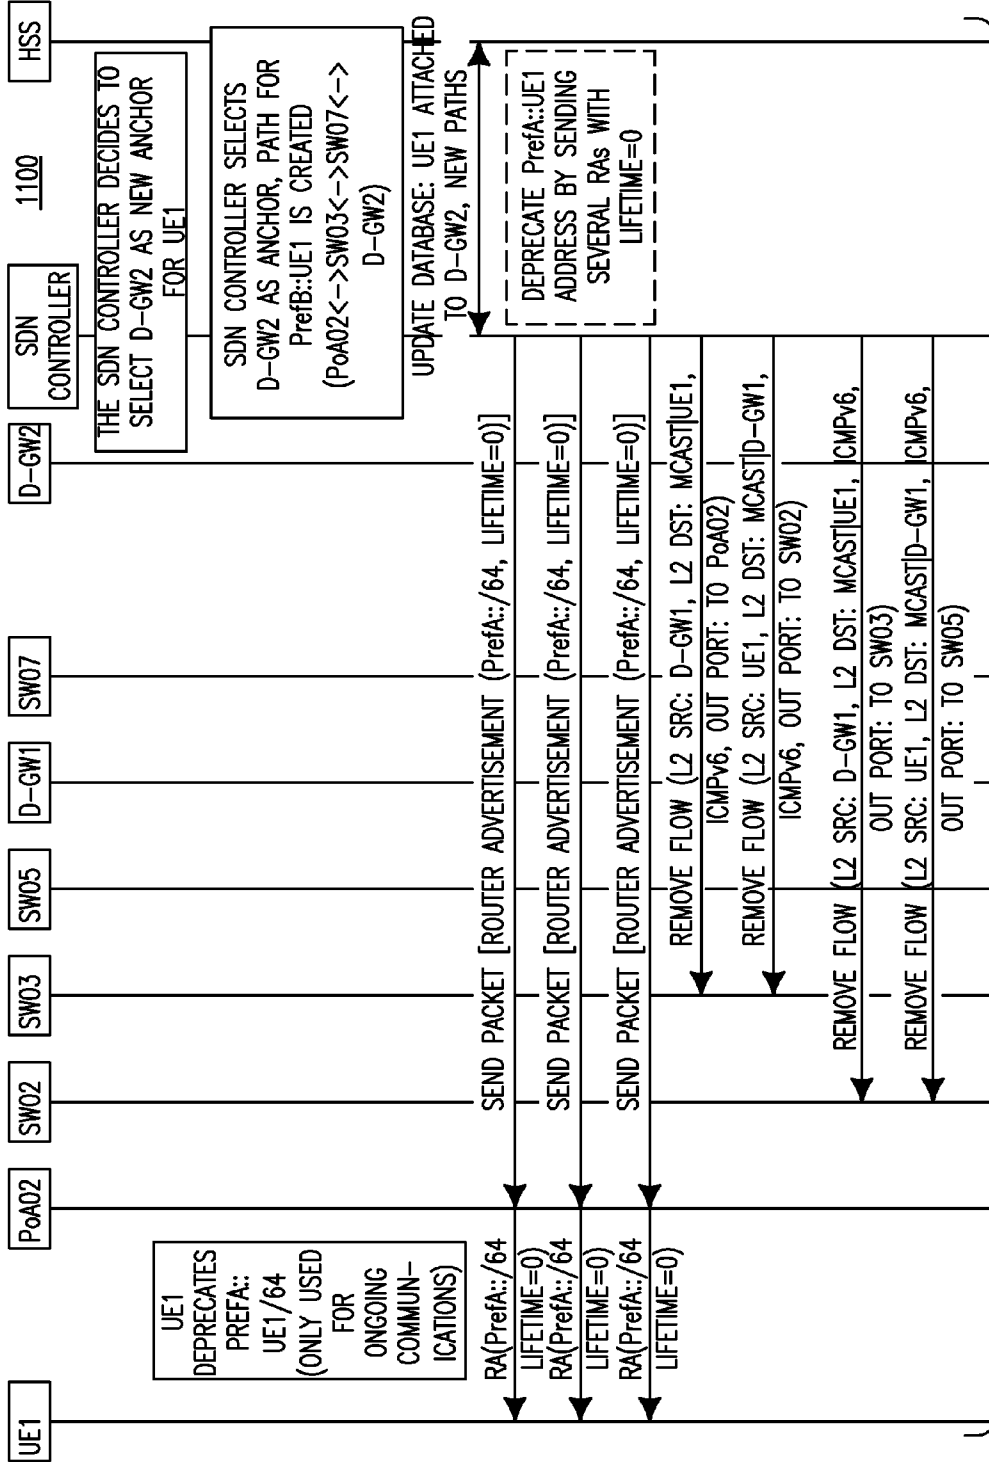 1100
UE1
PoA02
SW02
SW03
SW05
D-GW1
SW07
D-GW2
SDN
CONTROLLER
HSS
THE SDN CONTROLLER DECIDES TO
SELECT D-GW2 AS NEW ANCHOR
FOR UE1
SDN CONTROLLER SELECTS
D-GW2 AS ANCHOR, PATH FOR
PrefB::UE1 IS CREATED
(PoA02<->SW03<->SW07<->
D-GW2)
UPDATE DATABASE: UE1 ATTACHED
TO D-GW2, NEW PATHS
DEPRECATE PrefA::UE1
ADDRESS BY SENDING
SEVERAL RAs WITH
LIFETIME=0
UE1
DEPRECATES
PREFA::
UE1/64
(ONLY USED
FOR
ONGOING
COMMUN-
ICATIONS)
SEND PACKET [ROUTER ADVERTISEMENT (PrefA::/64, LIFETIME=0)]
RA(PrefA::/64
LIFETIME=0)
SEND PACKET [ROUTER ADVERTISEMENT (PrefA::/64, LIFETIME=0)]
RA(PrefA::/64
LIFETIME=0)
SEND PACKET [ROUTER ADVERTISEMENT (PrefA::/64, LIFETIME=0)]
RA(PrefA::/64
LIFETIME=0)
REMOVE FLOW (L2 SRC: D-GW1, L2 DST: MCAST|UE1,
ICMPv6, OUT PORT: TO PoA02)
REMOVE FLOW (L2 SRC: UE1, L2 DST: MCAST|D-GW1,
ICMPv6, OUT PORT: TO SW02)
REMOVE FLOW (L2 SRC: D-GW1, L2 DST: MCAST|UE1, ICMPv6,
OUT PORT: TO SW03)
REMOVE FLOW (L2 SRC: UE1, L2 DST: MCAST|D-GW1, ICMPv6,
OUT PORT: TO SW05)